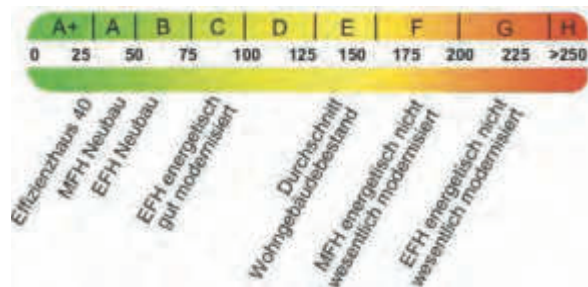 A+ A B C D E F G H
0 25 50 75 100 125 150 175 200 225 >250
Effizienzhaus 40
MFH Neubau
EFH Neubau
EFH energetisch
gut modernisiert
Durchschnitt
Wohngebäudebestand
MFH energetisch nicht
wesentlich modernisiert
EFH energetisch nicht
wesentlich modernisiert